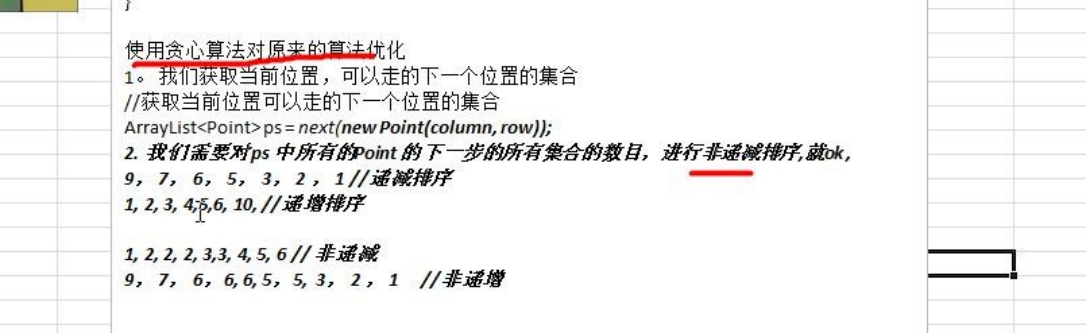 }
使用贪心算法对原来的算法优化
1。 我们获取当前位置，可以走的下一个位置的集合
//获取当前位置可以走的下一个位置的集合
ArrayList<Point> ps = next(new Point(column, row));
2. 我们需要对ps 中所有的Point 的下一步的所有集合的数目，进行非递减排序,就ok,
9， 7， 6， 5， 3， 2 ， 1 //递减排序
1, 2, 3, 4,5,6, 10, //递增排序
1, 2, 2, 2, 3,3, 4, 5, 6 // 非递减
9， 7， 6， 6, 6, 5， 5, 3， 2 ， 1 //非递增